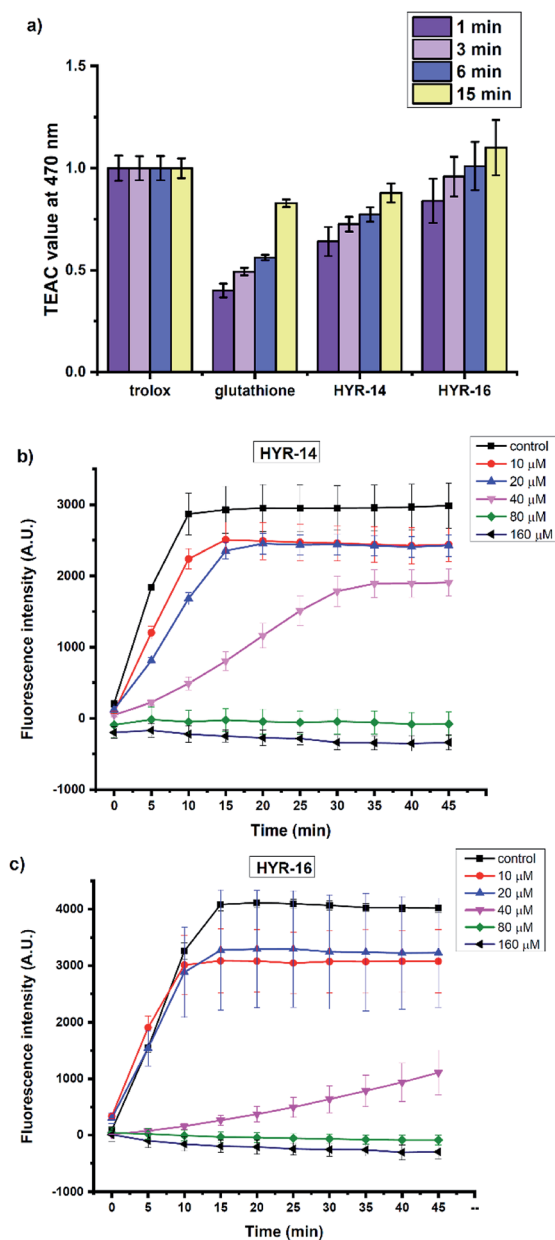 a)
1 min
3 min
6 min
15 min
1.5
1.0
0.5
0.0
TEAC value at 470 nm
trolox glutathione HYR-14 HYR-16
b)
HYR-14
control
10 μM
20 μM
40 μM
80 μM
160 μM
3000
2000
1000
0
-1000
Fluorescence intensity (A.U.)
0 5 10 15 20 25 30 35 40 45
Time (min)
c)
HYR-16
control
10 μM
20 μM
40 μM
80 μM
160 μM
4000
3000
2000
1000
0
-1000
Fluorescence intensity (A.U.)
0 5 10 15 20 25 30 35 40 45 --
Time (min)